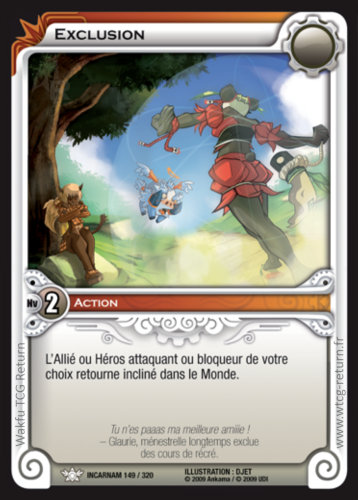 EXCLUSION
Nv 2 ACTION
L'Allié ou Héros attaquant ou bloqueur de votre
choix retourne incliné dans le Monde.
Tu n'es paaas ma meilleure amiiie !
– Glaurie, ménestrelle longtemps exclue
des cours de récré.
INCARNAM 149 / 320
ILLUSTRATION : DJET
© 2009 Ankama / © 2009 UDI
Wakfu TCG Return
www.wtcg-return.fr